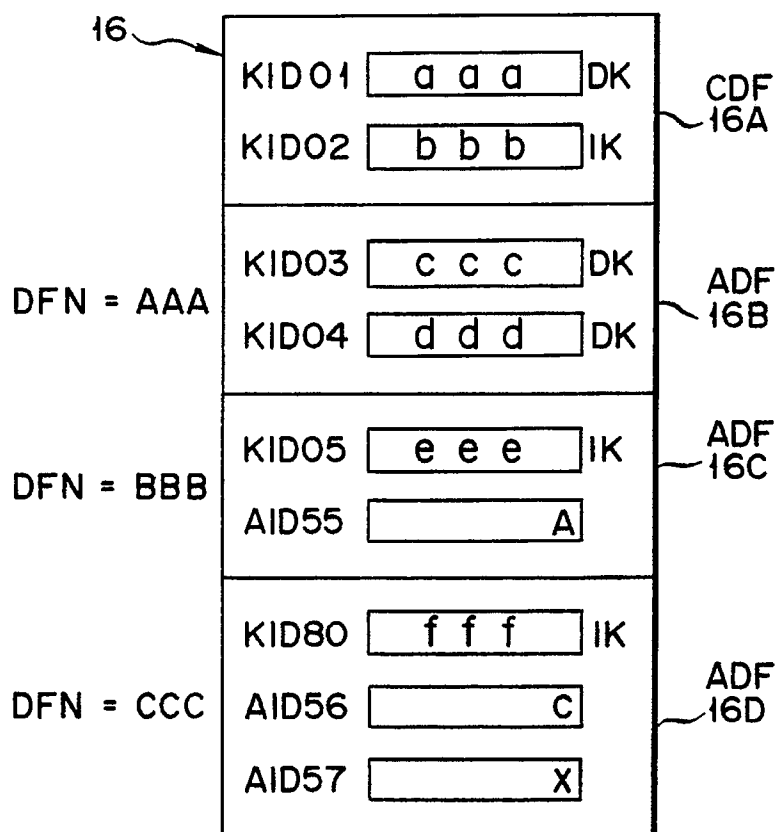 16
KID01 a a a DK
CDF
16A
KID02 b b b IK
KID03 c c c DK
DFN = AAA
ADF
16B
KID04 d d d DK
KID05 e e e IK
ADF
16C
DFN = BBB
AID55 A
KID80 f f f IK
DFN = CCC
AID56 C
ADF
16D
AID57 X